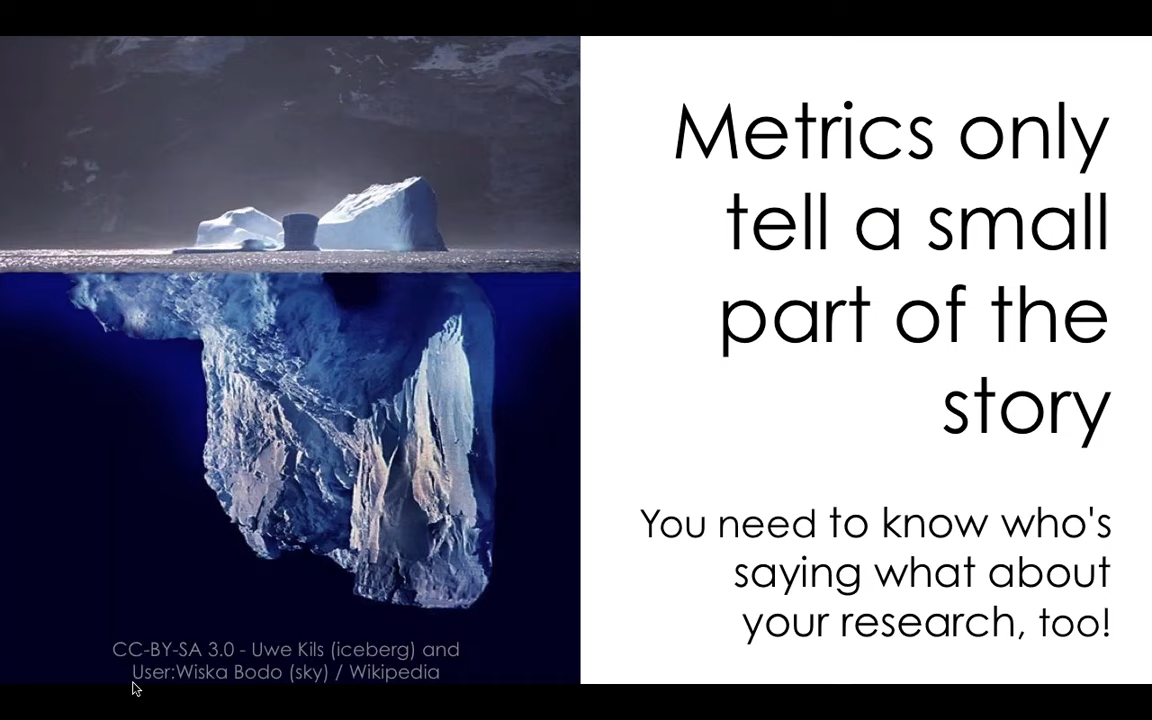 Metrics only
tell a small
part of the
story
You need to know who's
saying what about
your research, too!
CC-BY-SA 3.0 - Uwe Kils (iceberg) and
User:Wiska Bodo (sky) / Wikipedia